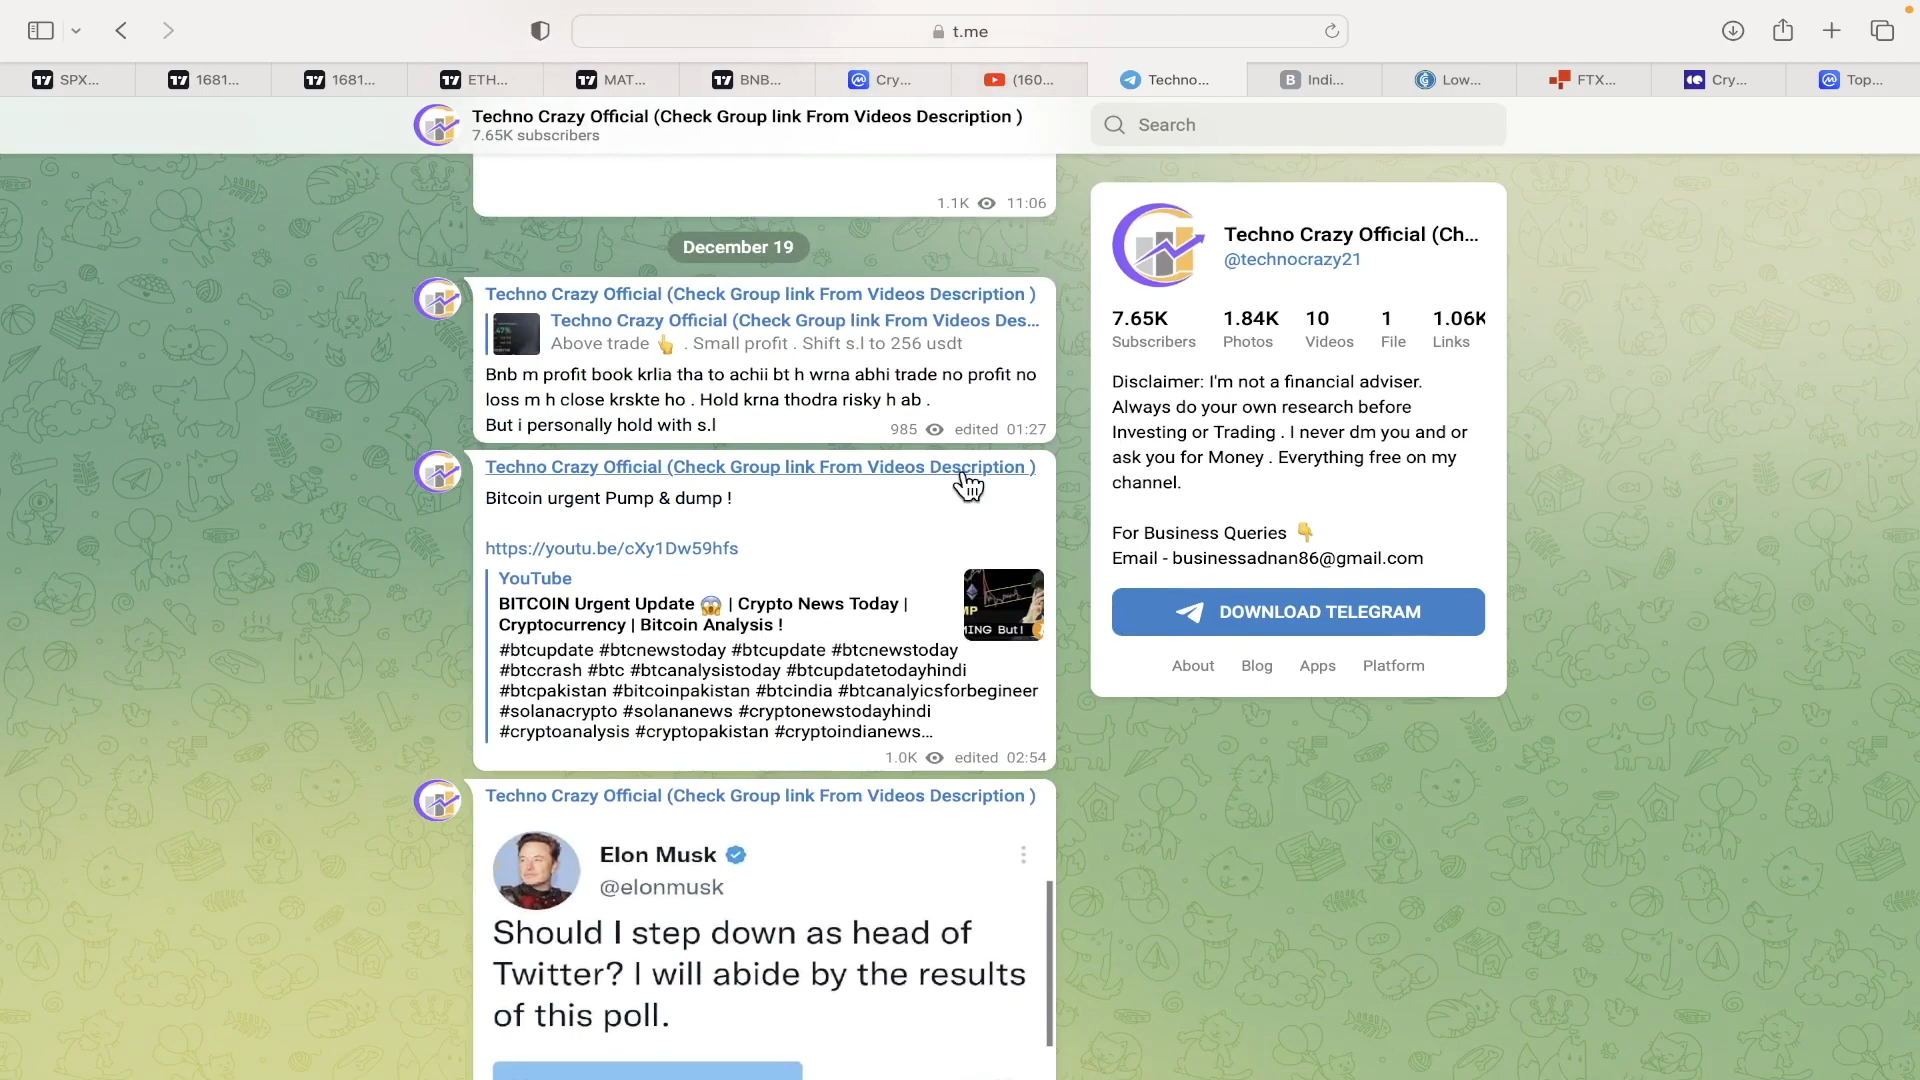 t.me
SPX...
1681...
1681...
ETH...
MAT...
BNB...
Cry...
(160...
Techno...
Indi...
Low...
FTX...
Cry...
Top...
Techno Crazy Official (Check Group link From Videos Description )
7.65K subscribers
Search
1.1K 11:06
December 19
Techno Crazy Official (Check Group link From Videos Description )
Techno Crazy Official (Check Group link From Videos Des...
Above trade 👆 . Small profit . Shift s.l to 256 usdt
Bnb m profit book krlia tha to achii bt h wrna abhi trade no profit no
loss m h close krskte ho . Hold krna thodra risky h ab .
But i personally hold with s.l
985 edited 01:27
Techno Crazy Official (Check Group link From Videos Description )
Bitcoin urgent Pump & dump !
https://youtu.be/cXy1Dw59hfs
YouTube
BITCOIN Urgent Update 😱 | Crypto News Today |
Cryptocurrency | Bitcoin Analysis !
MP
MING But!
#btcupdate #btcnewstoday #btcupdate #btcnewstoday
#btccrash #btc #btcanalysistoday #btcupdatetodayhindi
#btcpakistan #bitcoinpakistan #btcindia #btcanalyicsforbegineer
#solanacrypto #solananews #cryptonewstodayhindi
#cryptoanalysis #cryptopakistan #cryptoindianews...
1.0K edited 02:54
Techno Crazy Official (Check Group link From Videos Description )
Elon Musk
@elonmusk
Should I step down as head of
Twitter? I will abide by the results
of this poll.
Techno Crazy Official (Ch...
@technocrazy21
7.65K 1.84K 10 1 1.06K
Subscribers Photos Videos File Links
Disclaimer: I'm not a financial adviser.
Always do your own research before
Investing or Trading . I never dm you and or
ask you for Money . Everything free on my
channel.
For Business Queries 👇
Email - businessadnan86@gmail.com
DOWNLOAD TELEGRAM
About Blog Apps Platform